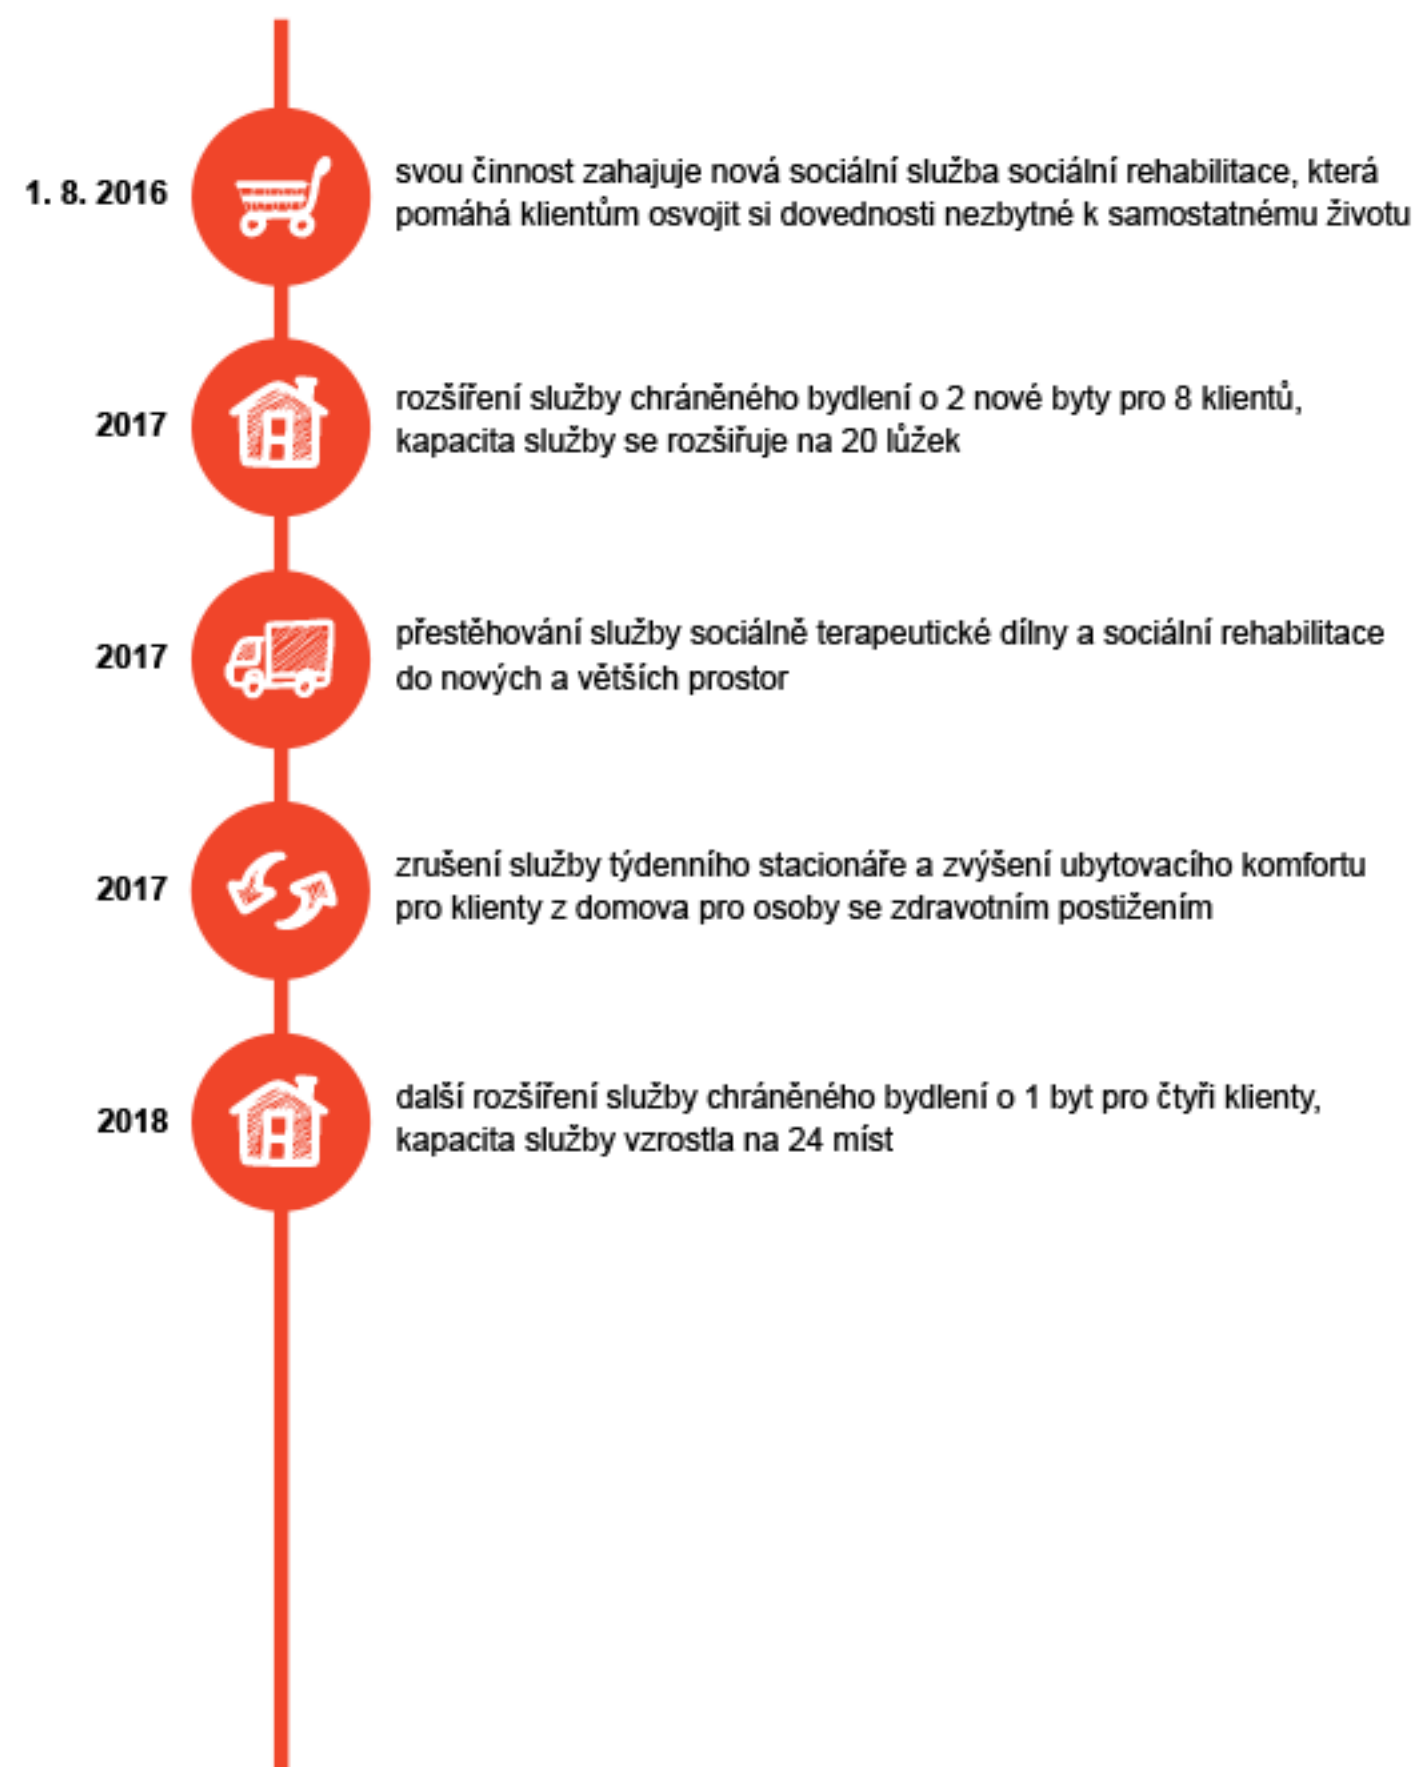 1. 8. 2016
svou činnost zahajuje nová sociální služba sociální rehabilitace, která
pomáhá klientům osvojit si dovednosti nezbytné k samostatnému životu
2017
rozšíření služby chráněného bydlení o 2 nové byty pro 8 klientů,
kapacita služby se rozšiřuje na 20 lůžek
2017
přestěhování služby sociálně terapeutické dílny a sociální rehabilitace
do nových a větších prostor
2017
zrušení služby týdenního stacionáře a zvýšení ubytovacího komfortu
pro klienty z domova pro osoby se zdravotním postižením
2018
další rozšíření služby chráněného bydlení o 1 byt pro čtyři klienty,
kapacita služby vzrostla na 24 míst